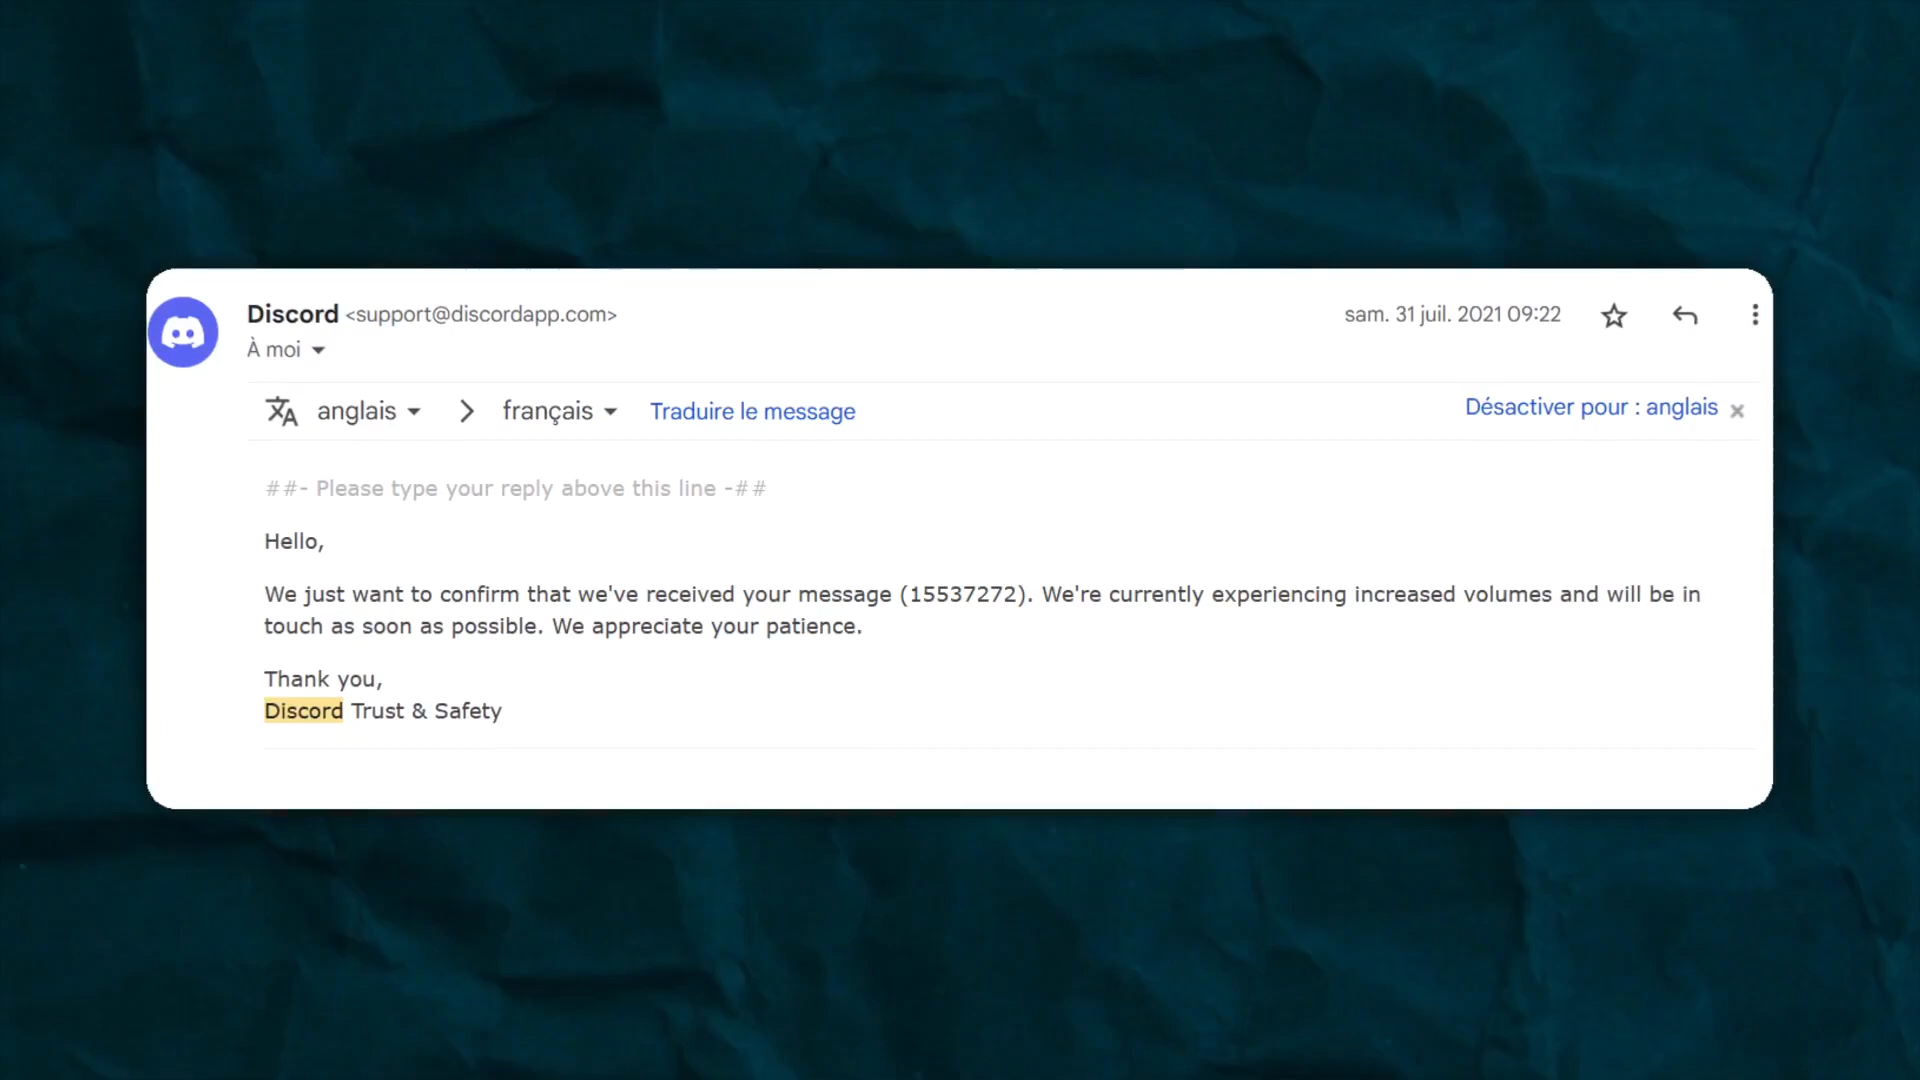 Discord <support@discordapp.com>
sam. 31 juil. 2021 09:22
À moi
anglais
français
Traduire le message
Désactiver pour : anglais
##- Please type your reply above this line -##
Hello,
We just want to confirm that we've received your message (15537272). We're currently experiencing increased volumes and will be in
touch as soon as possible. We appreciate your patience.
Thank you,
Discord Trust & Safety